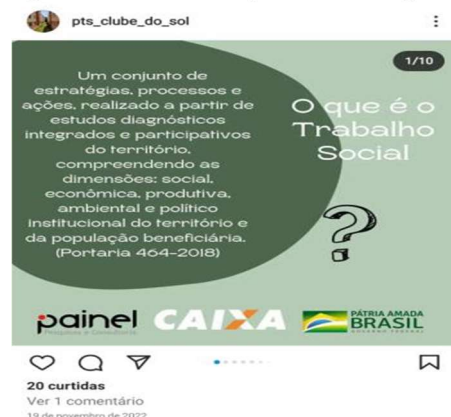 pts_clube_do_sol
1/10
Um conjunto de
estratégias, processos e
ações, realizado a partir de
estudos diagnósticos
integrados e participativos
do território,
compreendendo as
dimensões: social,
econômica, produtiva,
ambiental e político
institucional do território e
da população beneficiária.
(Portaria 464-2018)
O que é o
Trabalho
Social
?
painel
CAIXA
PÁTRIA AMADA
BRASIL
GOVERNO FEDERAL
20 curtidas
Ver 1 comentário
19 de novembro de 2022